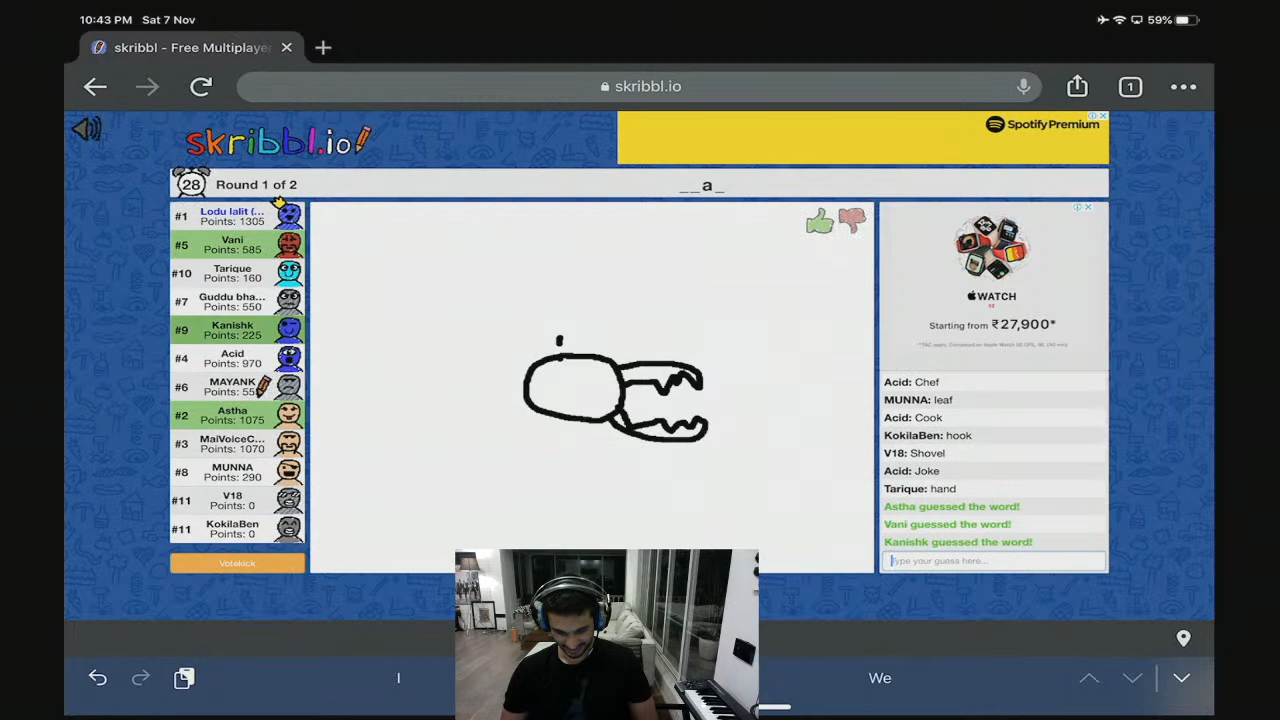 10:43 PM Sat 7 Nov
59%
skribbl - Free Multiplayer
skribbl.io
1
skribbl.io
Spotify Premium
28
Round 1 of 2
__a_
#1 Lodu lalit (...
Points: 1305
#5 Vani
Points: 585
#10 Tarique
Points: 160
#7 Guddu bha...
Points: 550
#9 Kanishk
Points: 225
#4 Acid
Points: 970
#6 MAYANK
Points: 55
#2 Astha
Points: 1075
#3 MaiVoiceC...
Points: 1070
#8 MUNNA
Points: 290
#11 V18
Points: 0
#11 KokilaBen
Points: 0
Votekick
WATCH
SE
Starting from ₹27,900*
Acid: Chef
MUNNA: leaf
Acid: Cook
KokilaBen: hook
V18: Shovel
Acid: Joke
Tarique: hand
Astha guessed the word!
Vani guessed the word!
Kanishk guessed the word!
Type your guess here...
I
We